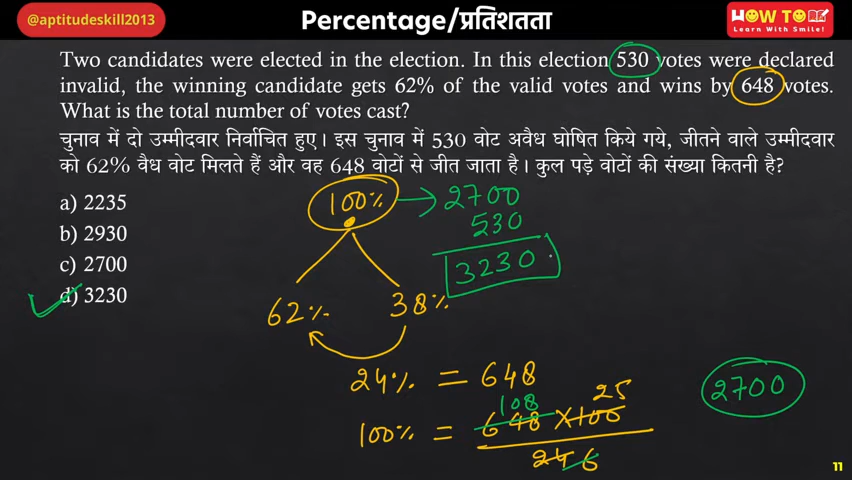 @aptitudeskill2013
Percentage/प्रतिशतता
HOW TO
Learn With Smile!
Two candidates were elected in the election. In this election 530 votes were declared
invalid, the winning candidate gets 62% of the valid votes and wins by 648 votes.
What is the total number of votes cast?
चुनाव में दो उम्मीदवार निर्वाचित हुए। इस चुनाव में 530 वोट अवैध घोषित किये गये, जीतने वाले उम्मीदवार
को 62% वैध वोट मिलते हैं और वह 648 वोटों से जीत जाता है। कुल पड़े वोटों की संख्या कितनी है?
a) 2235
b) 2930
c) 2700
d) 3230
100% → 2700
530
3230
62% 38%
24% = 648
108 25
100% = 648 × 100
24 6
2700
11